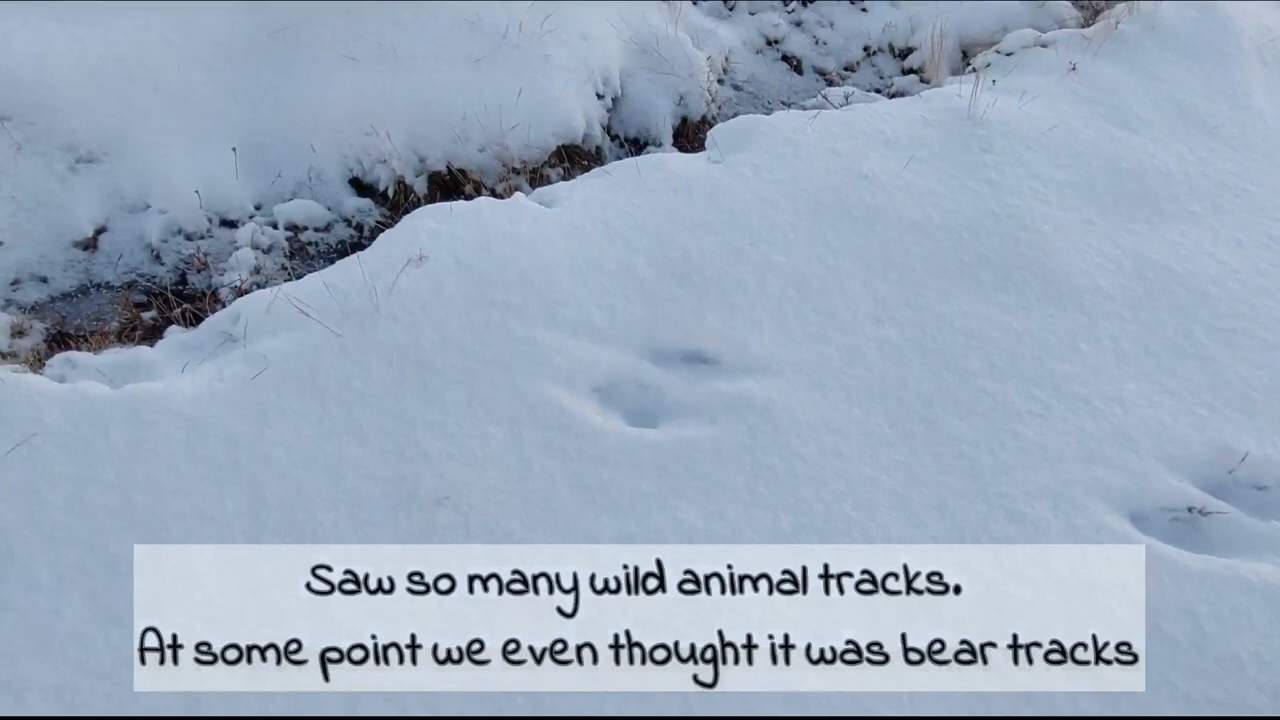 Saw so many wild animal tracks.
At some point we even thought it was bear tracks